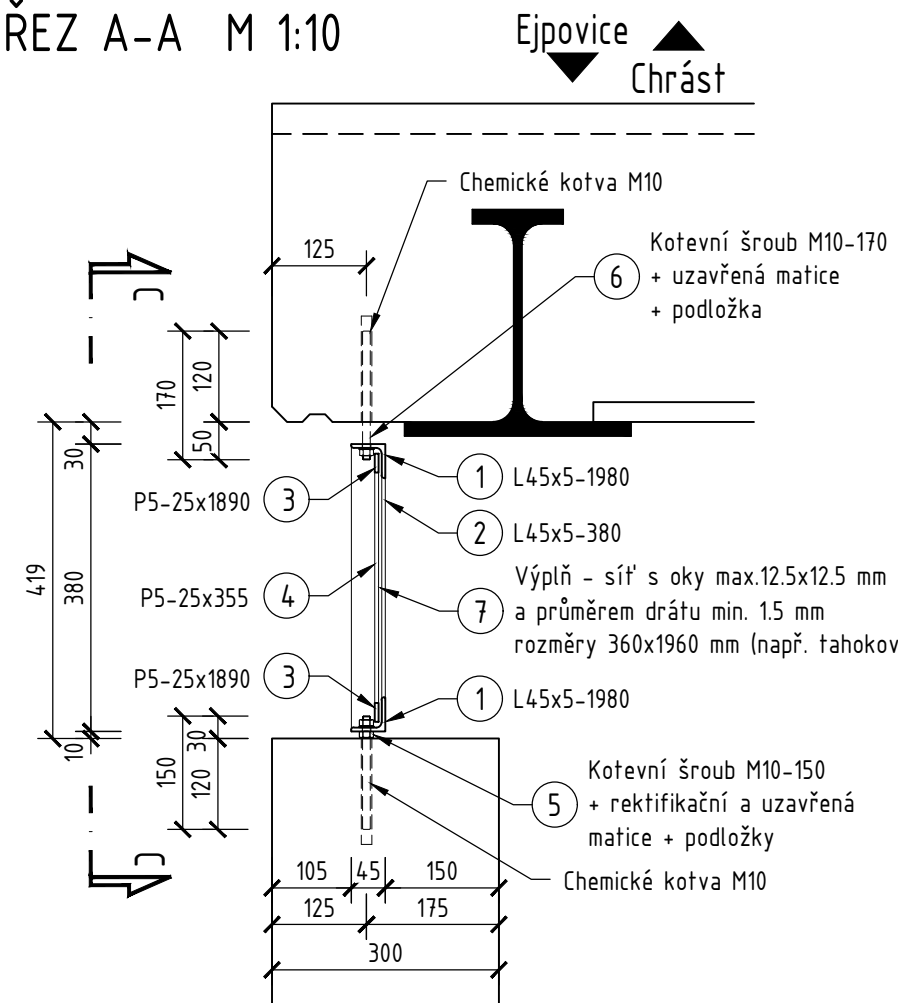 ŘEZ A-A M 1:10
Ejpovice
Chrást
Chemické kotva M10
125
Kotevní šroub M10-170
+ uzavřená matice
+ podložka
6
170
120
50
30
419
380
10
P5-25x1890
3
1
L45x5-1980
2
L45x5-380
P5-25x355
4
7
Výplň - síť s oky max.12.5x12.5 mm
a průměrem drátu min. 1.5 mm
rozměry 360x1960 mm (např. tahokov
P5-25x1890
3
1
L45x5-1980
150
30
120
5
Kotevní šroub M10-150
+ rektifikační a uzavřená
matice + podložky
Chemické kotva M10
105
45
150
125
175
300